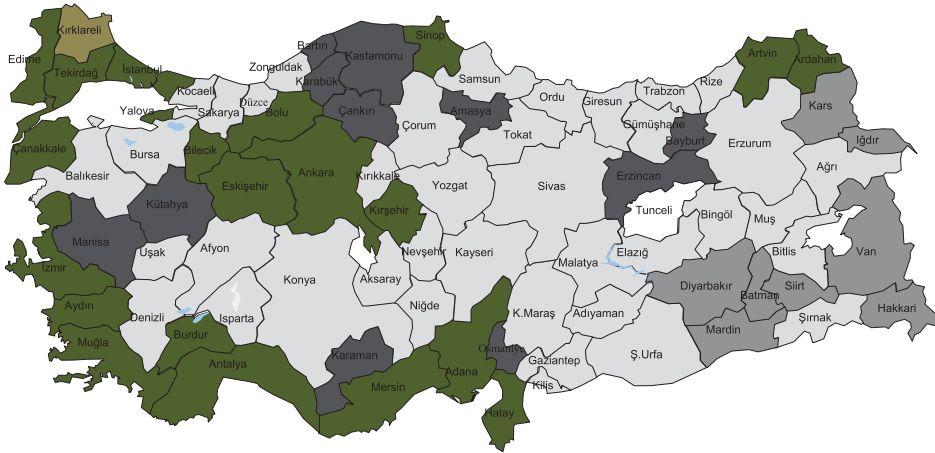 Kırklareli
Edirne
Tekirdağ
İstanbul
Bartın
Kastamonu
Sinop
Zonguldak
Karabük
Samsun
Artvin
Ardahan
Kocaeli
Düzce
Bolu
Çankırı
Amasya
Ordu
Giresun
Trabzon
Rize
Kars
Yalova
Sakarya
Çorum
Tokat
Gümüşhane
Bayburt
Erzurum
Iğdır
Çanakkale
Bursa
Bilecik
Ankara
Balıkesir
Eskişehir
Kırıkkale
Yozgat
Sivas
Erzincan
Ağrı
Kütahya
Kırşehir
Tunceli
Bingöl
Muş
Manisa
Uşak
Afyon
Nevşehir
Kayseri
Malatya
Elazığ
Bitlis
Van
İzmir
Konya
Aksaray
Diyarbakır
Batman
Siirt
Aydın
Denizli
Isparta
Niğde
K.Maraş
Adıyaman
Mardin
Şırnak
Hakkari
Muğla
Burdur
Antalya
Karaman
Osmaniye
Gaziantep
Ş.Urfa
Mersin
Adana
Kilis
Hatay